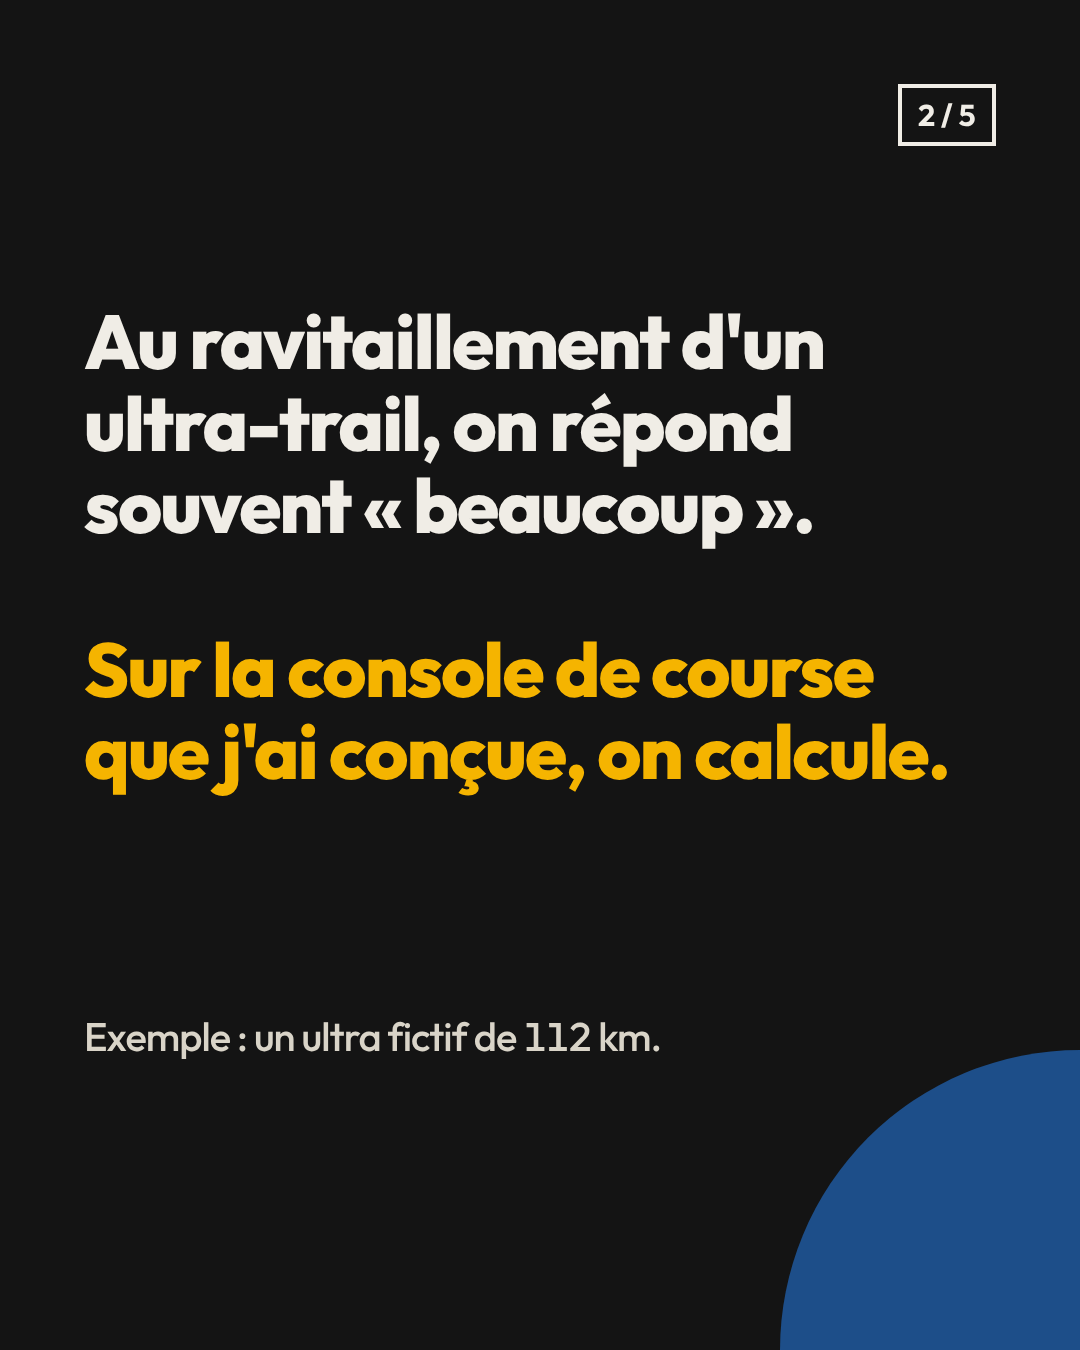 2/5
Au ravitaillement d'un
ultra-trail, on répond
souvent « beaucoup ».
Sur la console de course
que j'ai conçue, on calcule.
Exemple : un ultra fictif de 112 km.